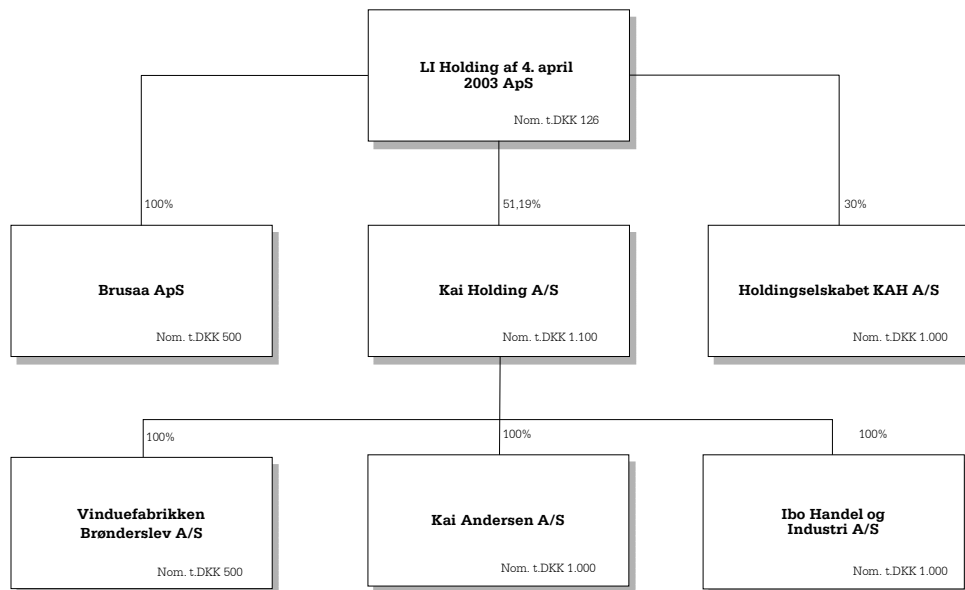 LI Holding af 4. april
2003 ApS
Nom. t.DKK 126
100%
51,19%
30%
Brusaa ApS
Nom. t.DKK 500
Kai Holding A/S
Nom. t.DKK 1.100
Holdingselskabet KAH A/S
Nom. t.DKK 1.000
100%
100%
100%
Vinduefabrikken
Brønderslev A/S
Nom. t.DKK 500
Kai Andersen A/S
Nom. t.DKK 1.000
Ibo Handel og
Industri A/S
Nom. t.DKK 1.000